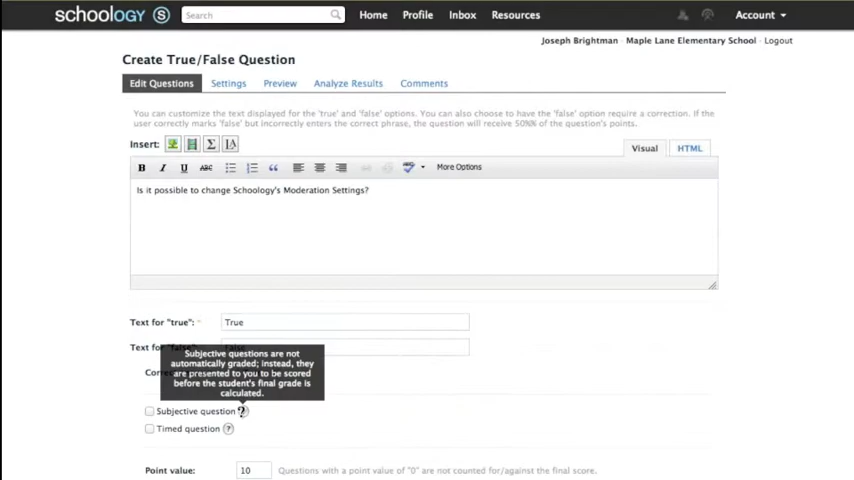 schoology S Search Home Profile Inbox Resources Account
Joseph Brightman · Maple Lane Elementary School · Logout
Create True/False Question
Edit Questions Settings Preview Analyze Results Comments
You can customize the text displayed for the 'true' and 'false' options. You can also choose to have the 'false' option require a correction. If the
user correctly marks 'false' but incorrectly enters the correct phrase, the question will receive 50%% of the question's points.
Insert: Σ Visual HTML
B I U ABC More Options
Is it possible to change Schoology's Moderation Settings?
Text for "true": * True
Text for
Subjective questions are not
automatically graded; instead, they
are presented to you to be scored
before the student's final grade is
calculated.
Subjective question ?
Timed question ?
Point value: 10 Questions with a point value of "0" are not counted for/against the final score.